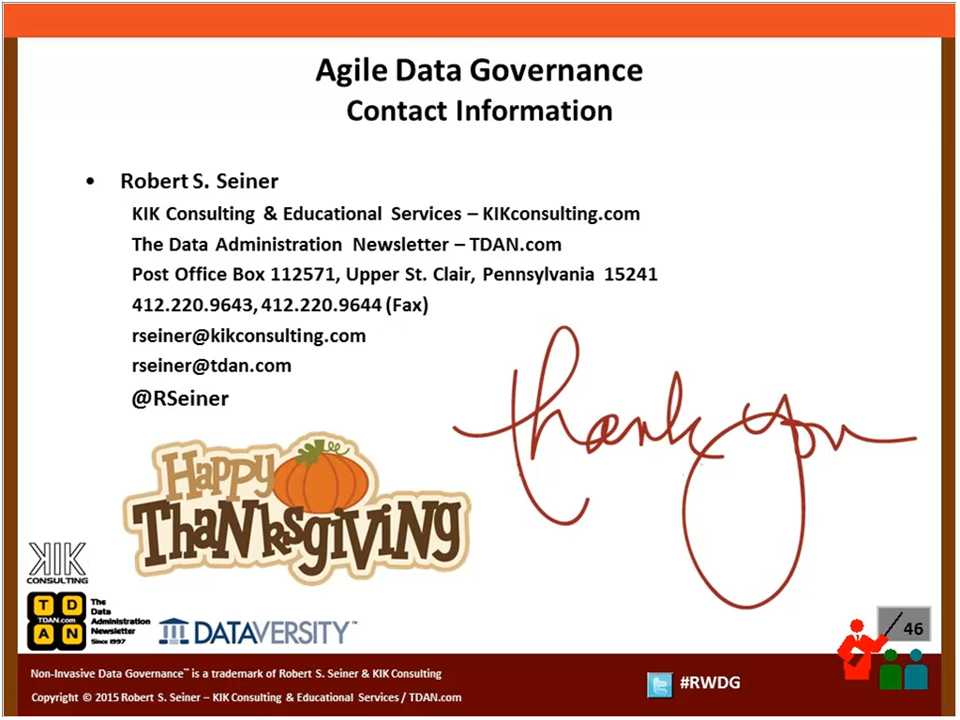 Agile Data Governance
Contact Information
• Robert S. Seiner
KIK Consulting & Educational Services – KIKconsulting.com
The Data Administration Newsletter – TDAN.com
Post Office Box 112571, Upper St. Clair, Pennsylvania 15241
412.220.9643, 412.220.9644 (Fax)
rseiner@kikconsulting.com
rseiner@tdan.com
@RSeiner
thank you
Happy
Thanksgiving
KIK
CONSULTING
T D
TDAN.com
A N
The
Data
Administration
Newsletter
Since 1997
DATAVERSITY™
46
Non-Invasive Data Governance™ is a trademark of Robert S. Seiner & KIK Consulting
Copyright © 2015 Robert S. Seiner – KIK Consulting & Educational Services / TDAN.com
#RWDG